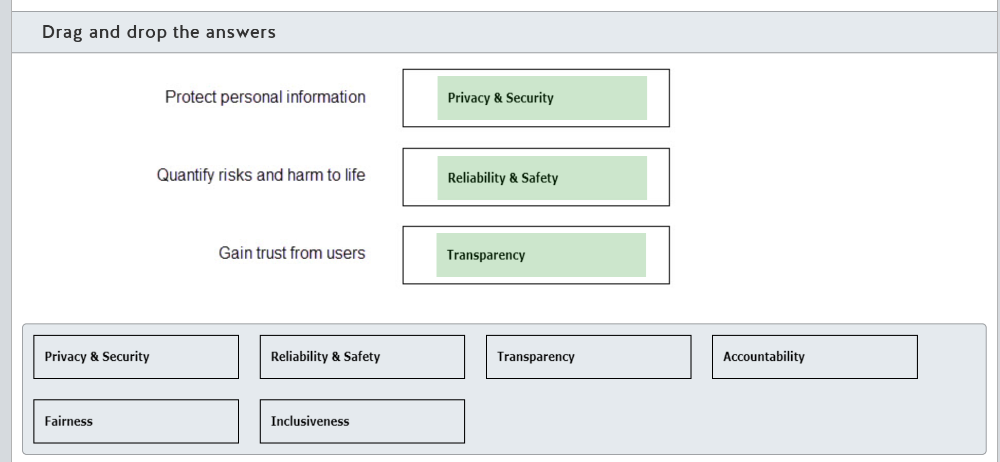 Drag and drop the answers
Protect personal information
Privacy & Security
Quantify risks and harm to life
Reliability & Safety
Gain trust from users
Transparency
Privacy & Security
Reliability & Safety
Transparency
Accountability
Fairness
Inclusiveness